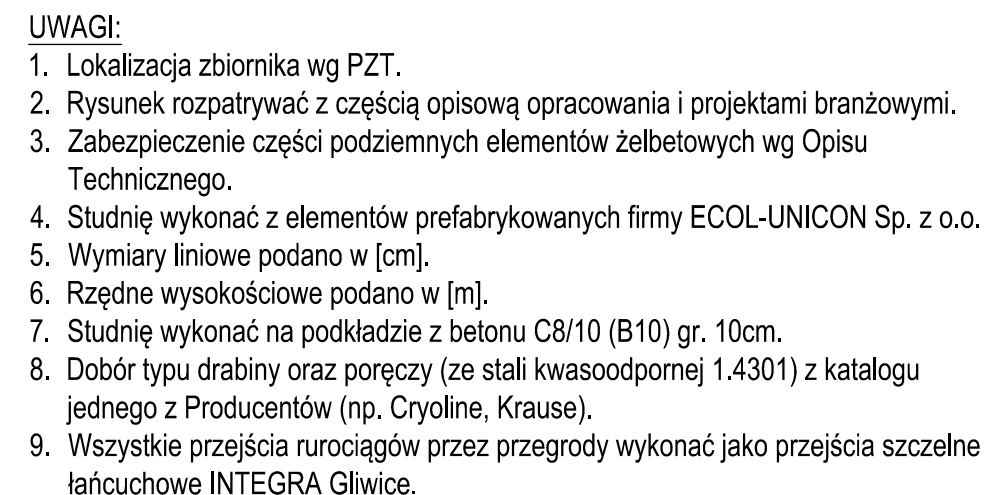 UWAGI:
1. Lokalizacja zbiornika wg PZT.
2. Rysunek rozpatrywać z częścią opisową opracowania i projektami branżowymi.
3. Zabezpieczenie części podziemnych elementów żelbetowych wg Opisu
Technicznego.
4. Studnię wykonać z elementów prefabrykowanych firmy ECOL-UNICON Sp. z o.o.
5. Wymiary liniowe podano w [cm].
6. Rzędne wysokościowe podano w [m].
7. Studnię wykonać na podkładzie z betonu C8/10 (B10) gr. 10cm.
8. Dobór typu drabiny oraz poręczy (ze stali kwasoodpornej 1.4301) z katalogu
jednego z Producentów (np. Cryoline, Krause).
9. Wszystkie przejścia rurociągów przez przegrody wykonać jako przejścia szczelne
łańcuchowe INTEGRA Gliwice.